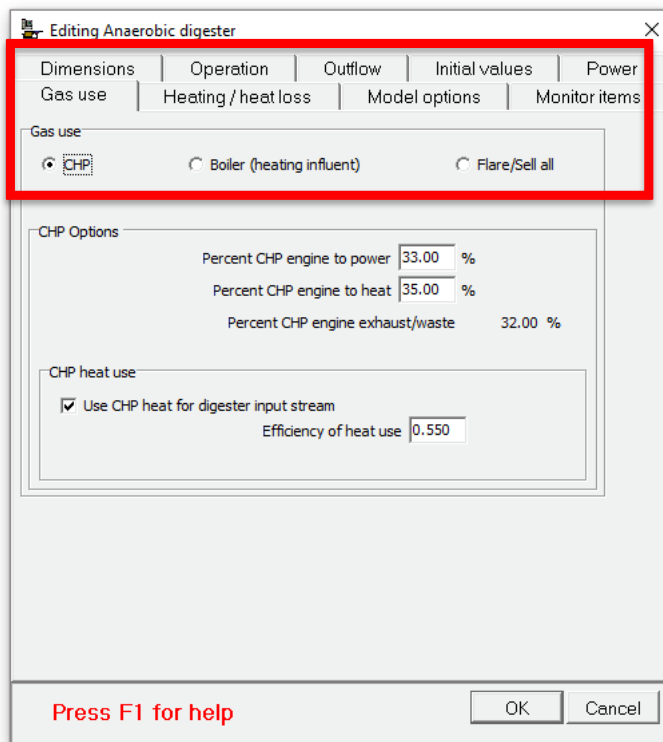 Editing Anaerobic digester
Dimensions Operation Outflow Initial values Power
Gas use Heating / heat loss Model options Monitor items
Gas use
CHP Boiler (heating influent) Flare/Sell all
CHP Options
Percent CHP engine to power 33.00 %
Percent CHP engine to heat 35.00 %
Percent CHP engine exhaust/waste 32.00 %
CHP heat use
Use CHP heat for digester input stream
Efficiency of heat use 0.550
Press F1 for help OK Cancel